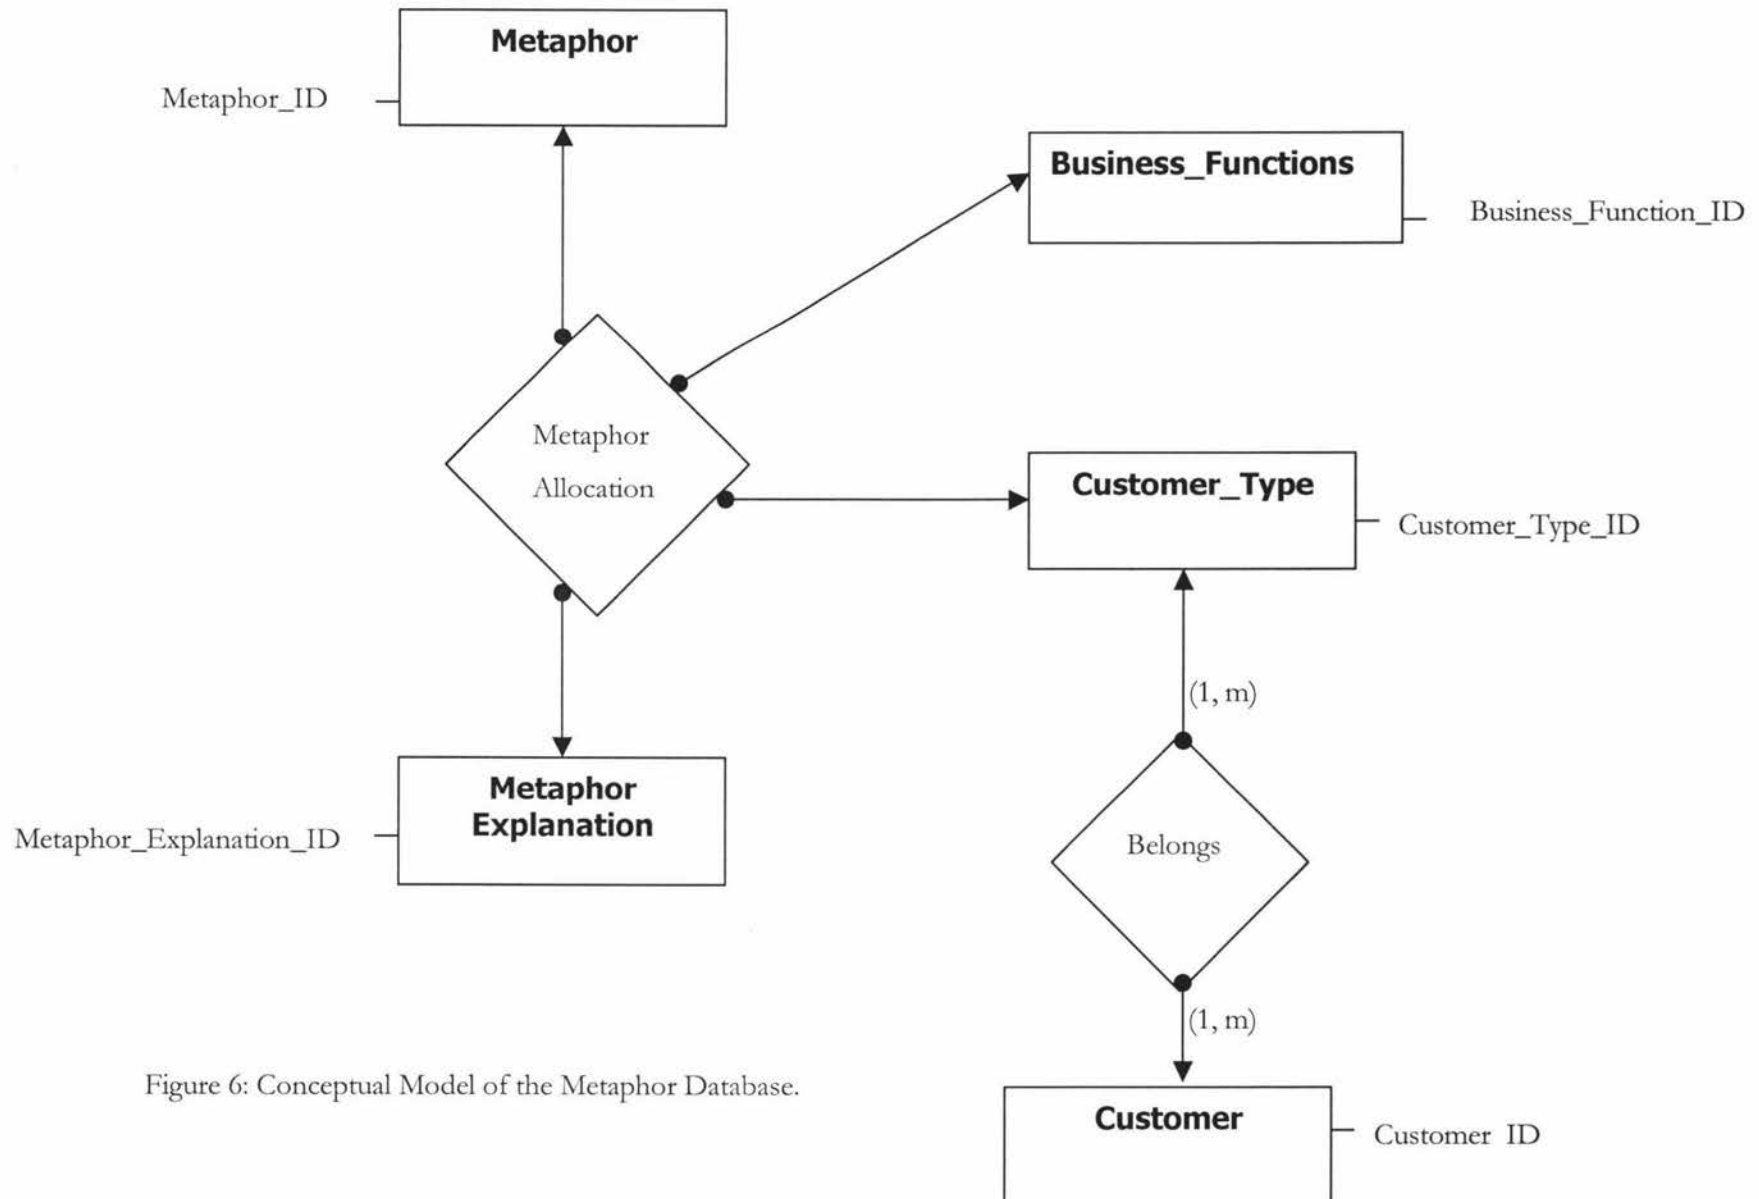 Metaphor
Metaphor_ID
Business_Functions
Business_Function_ID
Metaphor
Allocation
Customer_Type
Customer_Type_ID
(1, m)
Metaphor
Explanation
Metaphor_Explanation_ID
Belongs
(1, m)
Figure 6: Conceptual Model of the Metaphor Database.
Customer
Customer ID